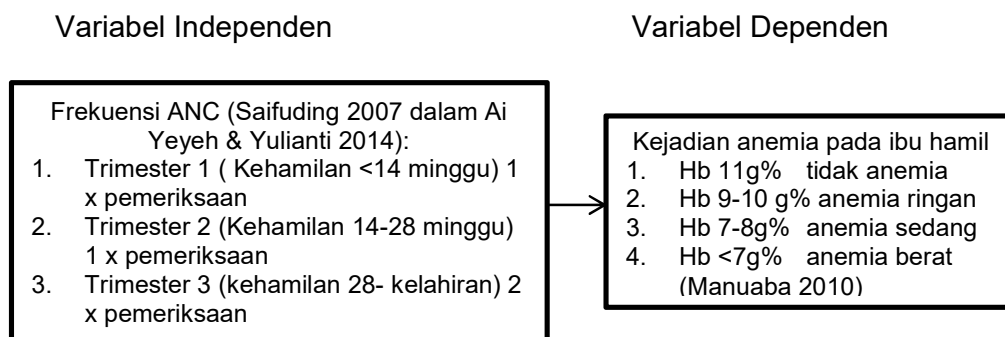 Variabel Independen
Variabel Dependen
Frekuensi ANC (Saifuding 2007 dalam Ai
Yeyeh & Yulianti 2014):
1. Trimester 1 ( Kehamilan <14 minggu) 1
x pemeriksaan
2. Trimester 2 (Kehamilan 14-28 minggu)
1 x pemeriksaan
3. Trimester 3 (kehamilan 28- kelahiran) 2
x pemeriksaan
Kejadian anemia pada ibu hamil
1. Hb 11g% tidak anemia
2. Hb 9-10 g% anemia ringan
3. Hb 7-8g% anemia sedang
4. Hb <7g% anemia berat
(Manuaba 2010)